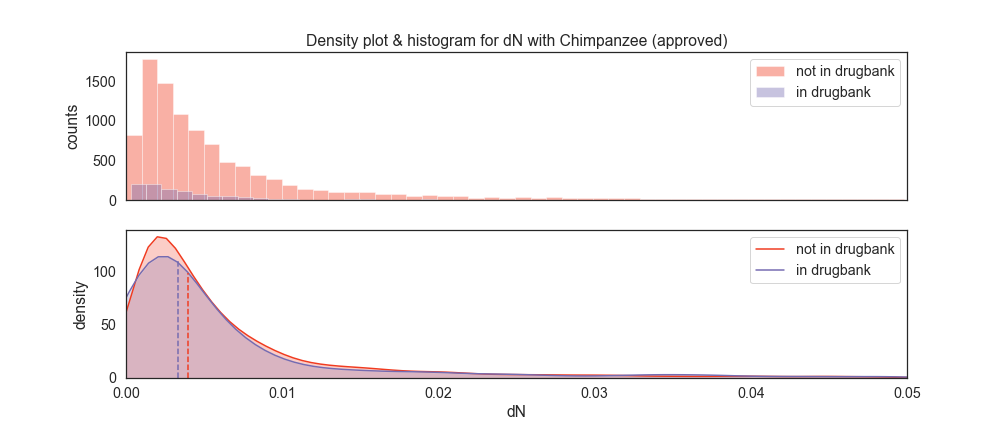 Density plot & histogram for dN with Chimpanzee (approved)
1500
1000
500
0
counts
not in drugbank
in drugbank
100
50
0
density
not in drugbank
in drugbank
0.00 0.01 0.02 0.03 0.04 0.05
dN